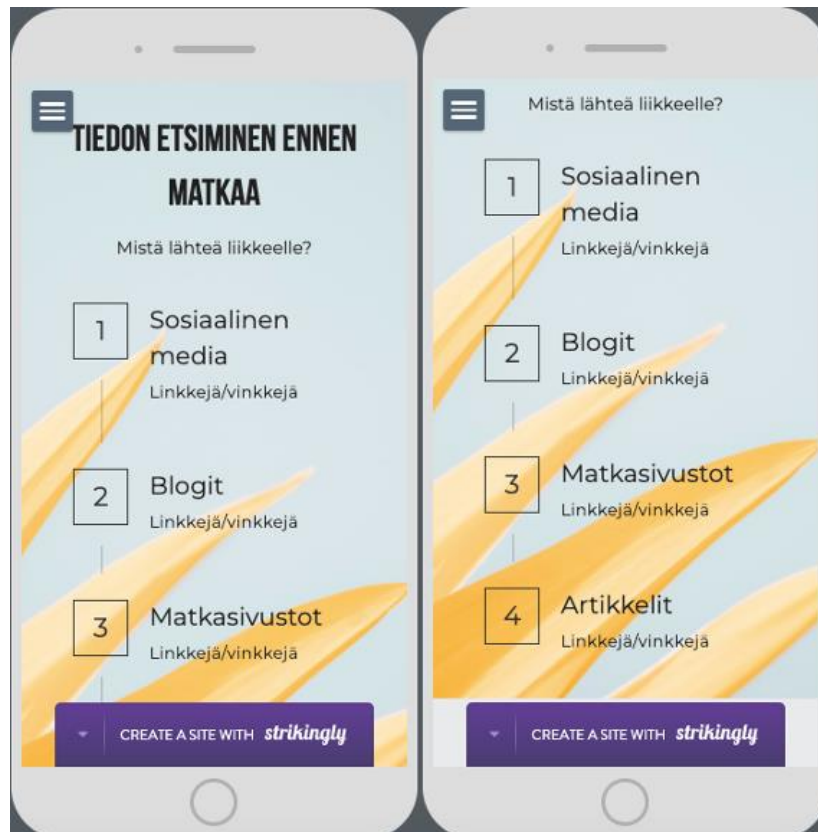 TIEDON ETSIMINEN ENNEN
MATKAA
Mistä lähteä liikkeelle?
1
Sosiaalinen
media
Linkkejä/vinkkejä
2
Blogit
Linkkejä/vinkkejä
3
Matkasivustot
Linkkejä/vinkkejä
CREATE A SITE WITH strikingly
Mistä lähteä liikkeelle?
1
Sosiaalinen
media
Linkkejä/vinkkejä
2
Blogit
Linkkejä/vinkkejä
3
Matkasivustot
Linkkejä/vinkkejä
4
Artikkelit
Linkkejä/vinkkejä
CREATE A SITE WITH strikingly